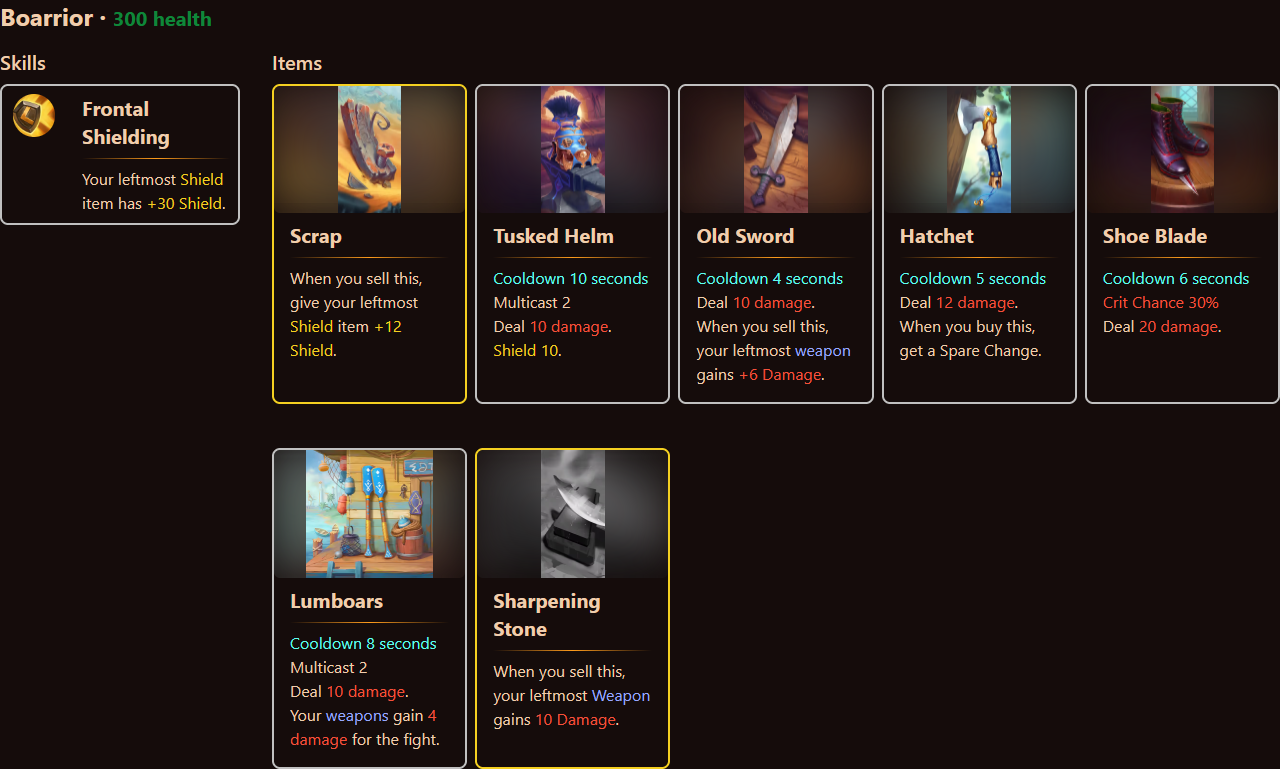 Boarrior · 300 health
Skills
Frontal
Shielding
Your leftmost Shield
item has +30 Shield.
Items
Scrap
When you sell this,
give your leftmost
Shield item +12
Shield.
Tusked Helm
Cooldown 10 seconds
Multicast 2
Deal 10 damage.
Shield 10.
Old Sword
Cooldown 4 seconds
Deal 10 damage.
When you sell this,
your leftmost weapon
gains +6 Damage.
Hatchet
Cooldown 5 seconds
Deal 12 damage.
When you buy this,
get a Spare Change.
Shoe Blade
Cooldown 6 seconds
Crit Chance 30%
Deal 20 damage.
Lumboars
Cooldown 8 seconds
Multicast 2
Deal 10 damage.
Your weapons gain 4
damage for the fight.
Sharpening
Stone
When you sell this,
your leftmost Weapon
gains 10 Damage.